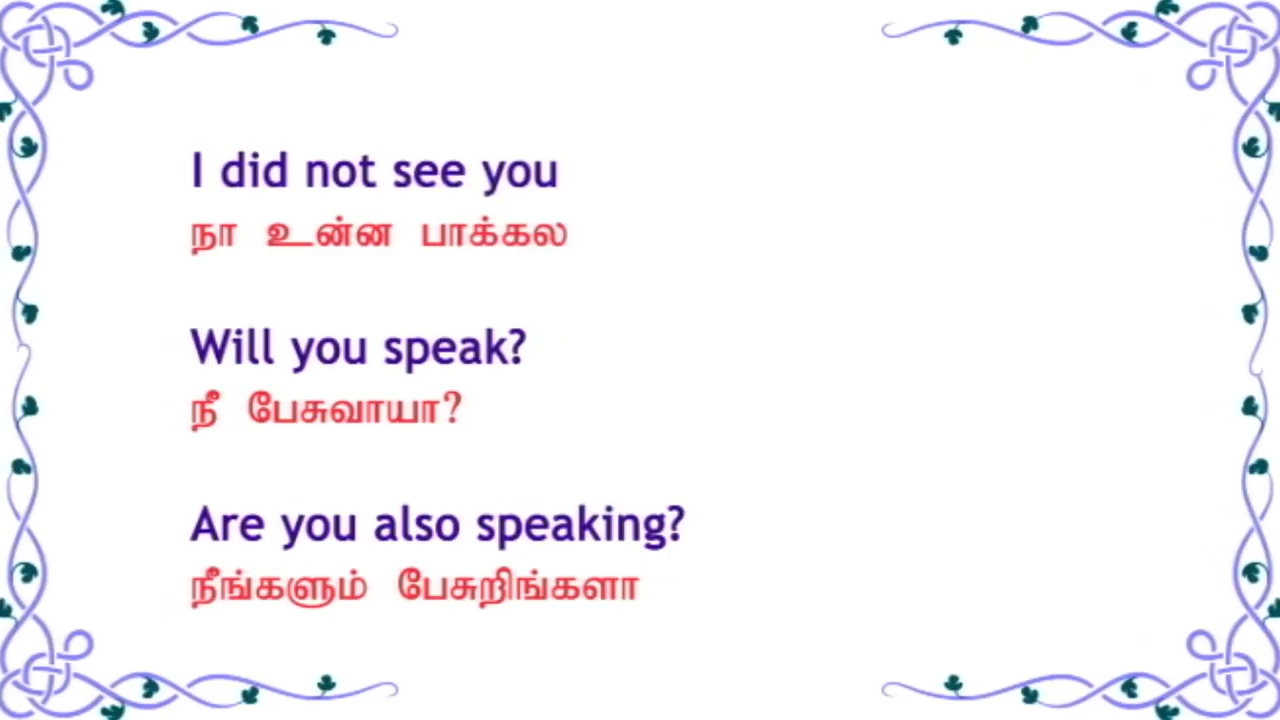 I did not see you
நா உன்ன பாக்கல
Will you speak?
நீ பேசுவாயா?
Are you also speaking?
நீங்களும் பேசுறிங்களா